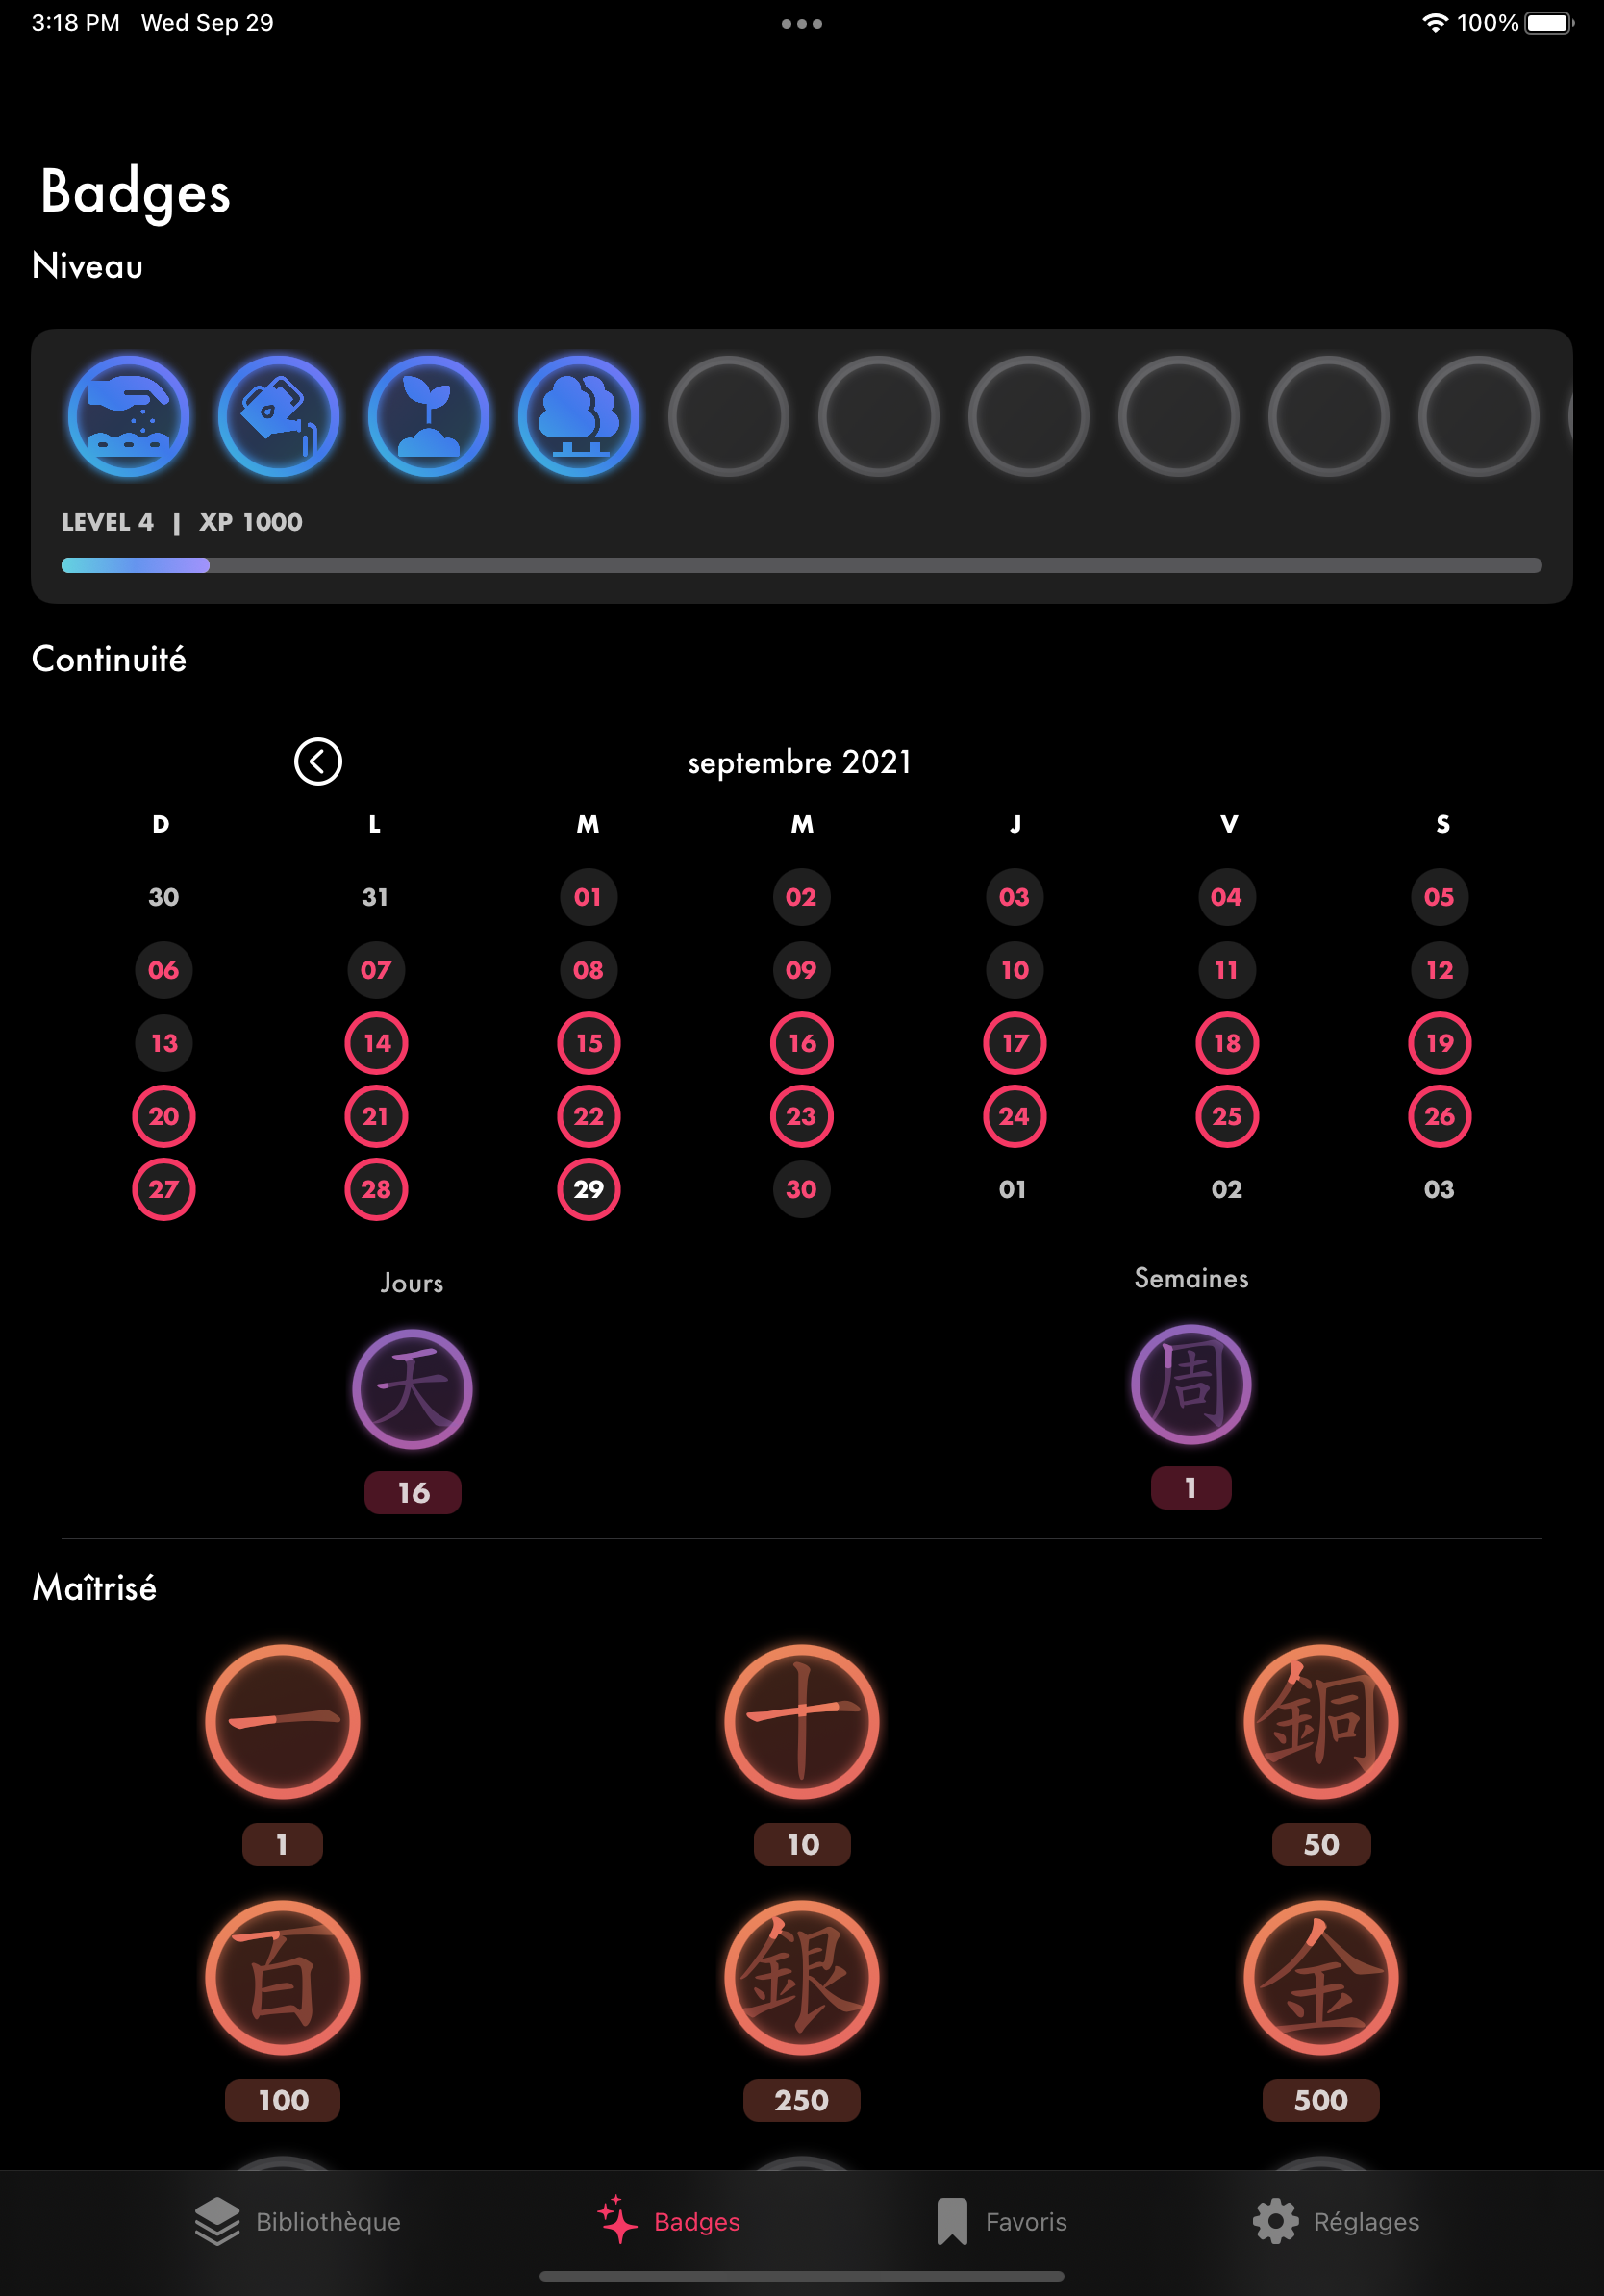 3:18 PM Wed Sep 29
100%
Badges
Niveau
LEVEL 4 | XP 1000
Continuité
septembre 2021
D L M M J V S
30 31 01 02 03 04 05
06 07 08 09 10 11 12
13 14 15 16 17 18 19
20 21 22 23 24 25 26
27 28 29 30 01 02 03
Jours Semaines
天 周
16 1
Maîtrisé
一 十 銅
1 10 50
百 銀 金
100 250 500
Bibliothèque Badges Favoris Réglages